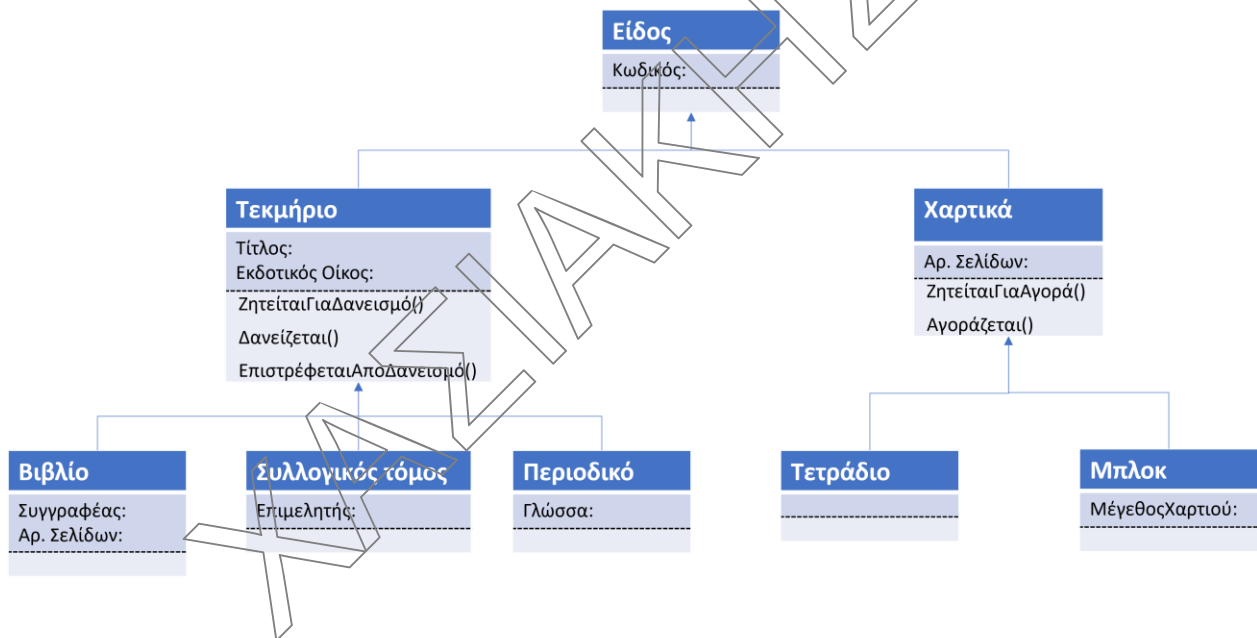 Είδος
Κωδικός:
Τεκμήριο
Τίτλος:
Εκδοτικός Οίκος:
ΖητείταιΓιαΔανεισμό()
Δανείζεται()
ΕπιστρέφεταιΑπόΔανεισμό()
Χαρτικά
Αρ. Σελίδων:
ΖητείταιΓιαΑγορά()
Αγοράζεται()
Βιβλίο
Συγγραφέας:
Αρ. Σελίδων:
Συλλογικός τόμος
Επιμελητής:
Περιοδικό
Γλώσσα:
Τετράδιο
Μπλοκ
ΜέγεθοςΧαρτιού: